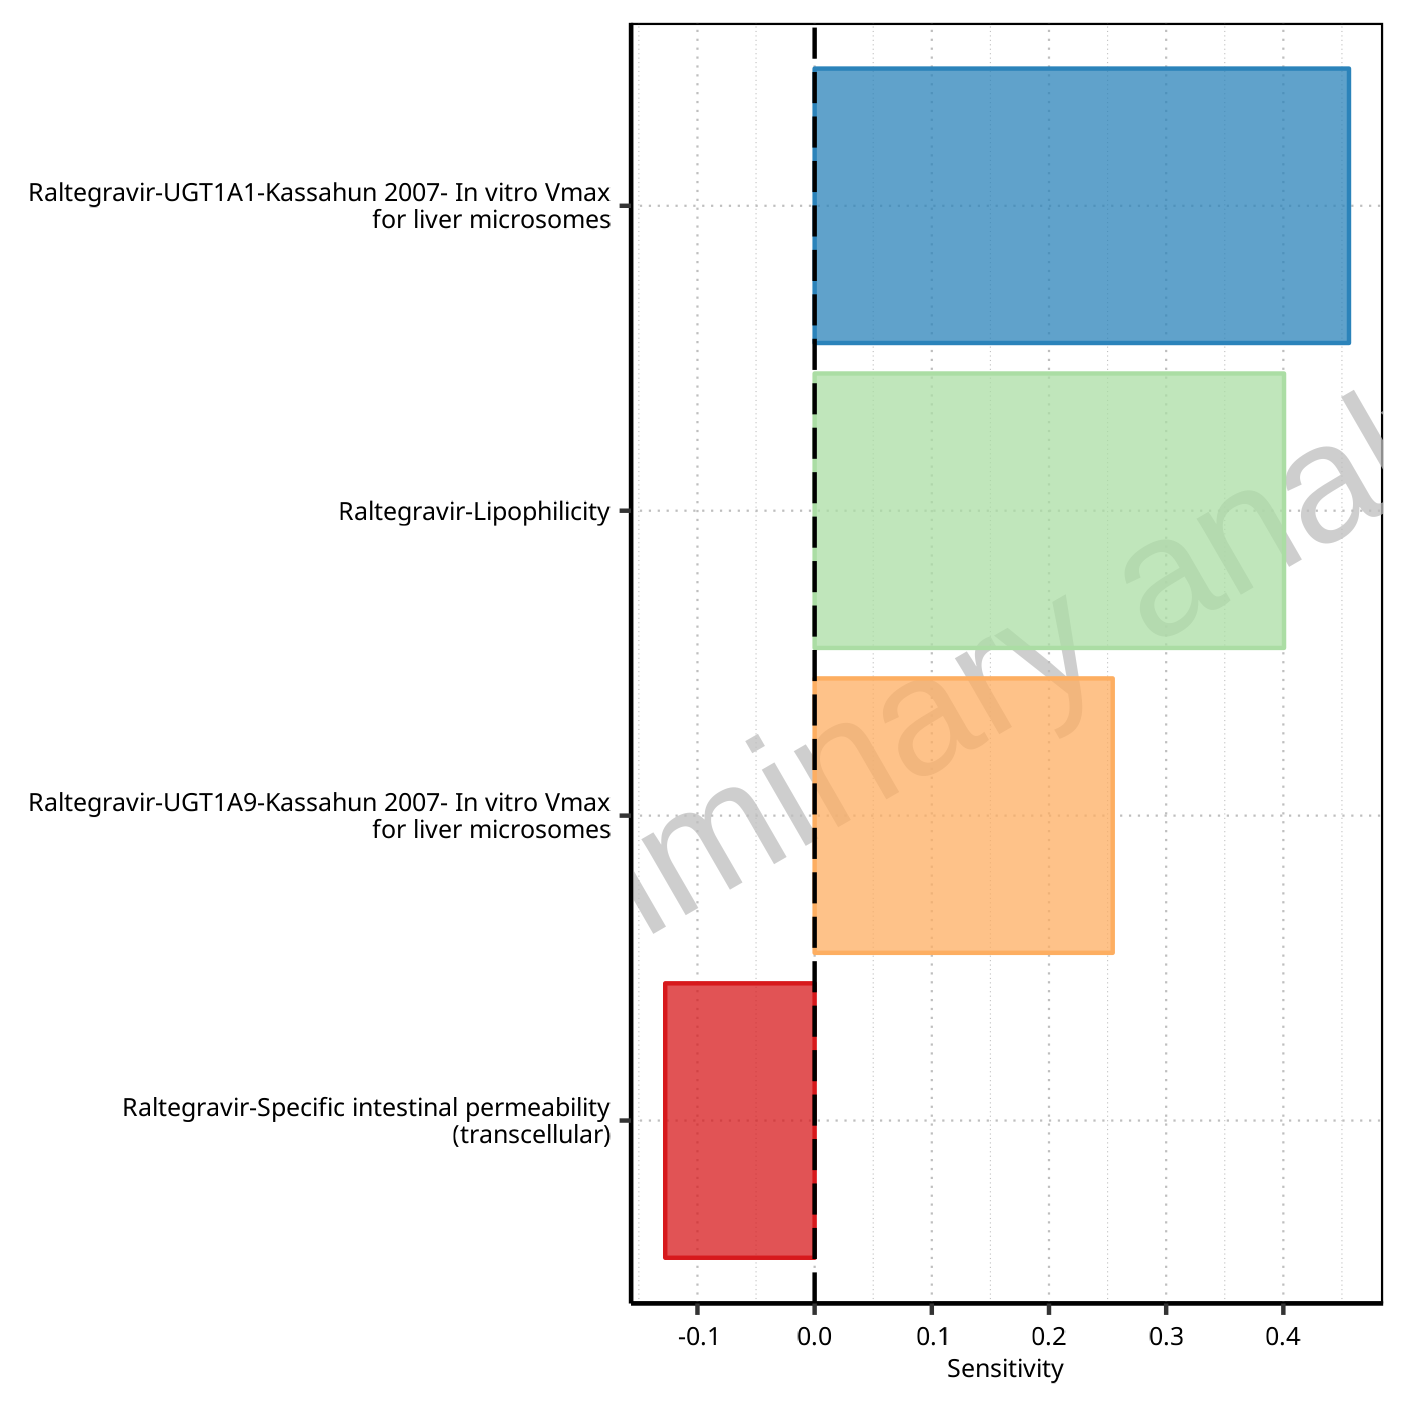 Raltegravir-UGT1A1-Kassahun 2007- In vitro Vmax
for liver microsomes
Raltegravir-Lipophilicity
Raltegravir-UGT1A9-Kassahun 2007- In vitro Vmax
for liver microsomes
Raltegravir-Specific intestinal permeability
(transcellular)
minary anal
-0.1 0.0 0.1 0.2 0.3 0.4
Sensitivity